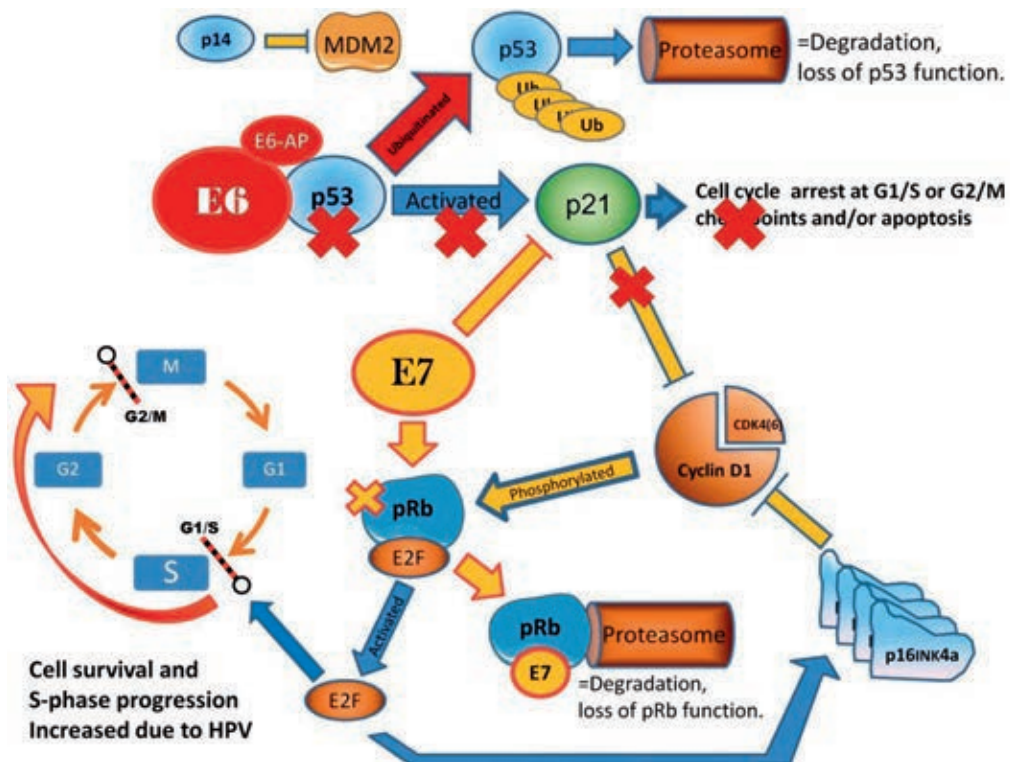 p14
MDM2
p53
Proteasome
=Degradation,
loss of p53 function.
Ub
Ub
Ubiquitinated
E6-AP
E6
p53
Activated
p21
Cell cycle arrest at G1/S or G2/M
and/or apoptosis
E7
M
G2/M
G2
G1
G1/S
S
CDK4(6)
Cyclin D1
Phosphorylated
pRb
E2F
Activated
pRb
E7
Proteasome
=Degradation,
loss of pRb function.
p16INK4a
E2F
Cell survival and
S-phase progression
Increased due to HPV